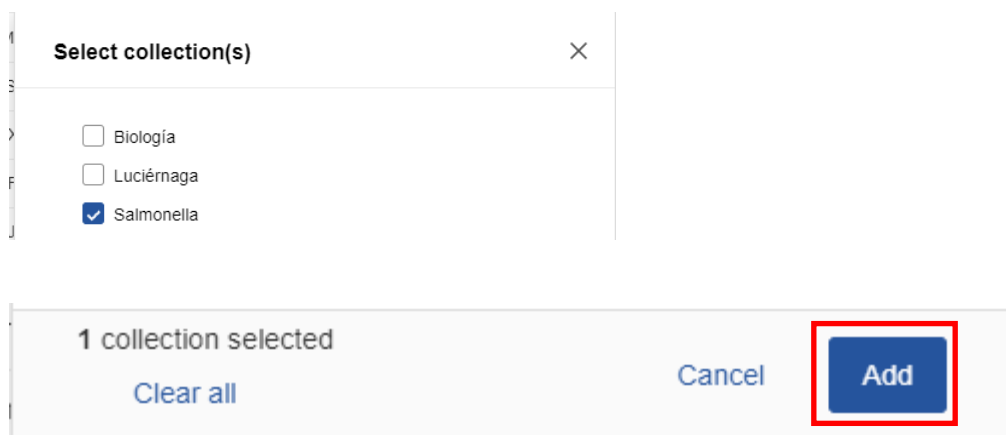 Select collection(s)
Biología
Luciérnaga
Salmonella
1 collection selected
Clear all
Cancel
Add